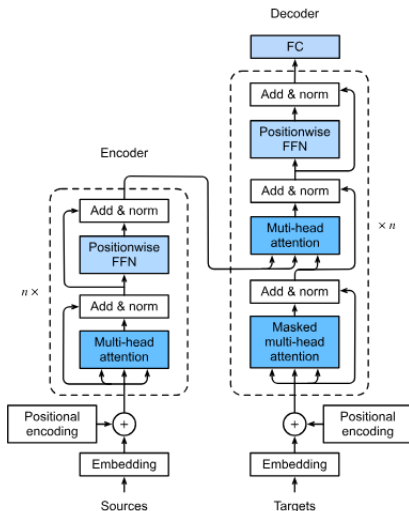 Decoder
FC
Add & norm
Positionwise
FFN
Encoder
Add & norm
Add & norm
Muti-head
attention
× n
Positionwise
FFN
n ×
Add & norm
Add & norm
Multi-head
attention
Masked
multi-head
attention
Positional
encoding
+
+
Positional
encoding
Embedding
Embedding
Sources
Targets